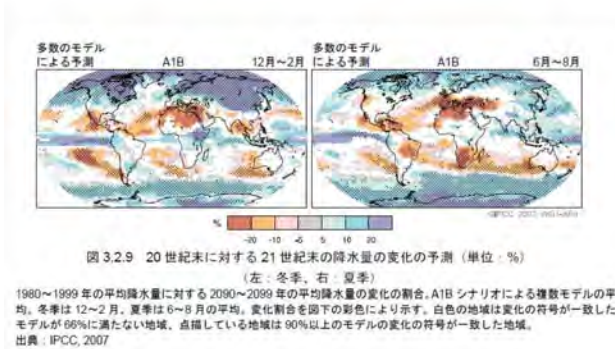 多数のモデル
による予測 A1B 12月～2月
多数のモデル
による予測 A1B 6月～8月
% -20 -10 -5 5 10 20
©IPCC 2007: WG1-AR4
図 3.2.9 20 世紀末に対する 21 世紀末の降水量の変化の予測（単位：%）
（左：冬季、右：夏季）
1980～1999 年の平均降水量に対する 2090～2099 年の平均降水量の変化の割合。A1B シナリオによる複数モデルの平
均。冬季は 12～2 月、夏季は 6～8 月の平均。変化割合を図下の彩色により示す。白色の地域は変化の符号が一致した
モデルが 66%に満たない地域、点描している地域は 90%以上のモデルの変化の符号が一致した地域。
出典：IPCC, 2007